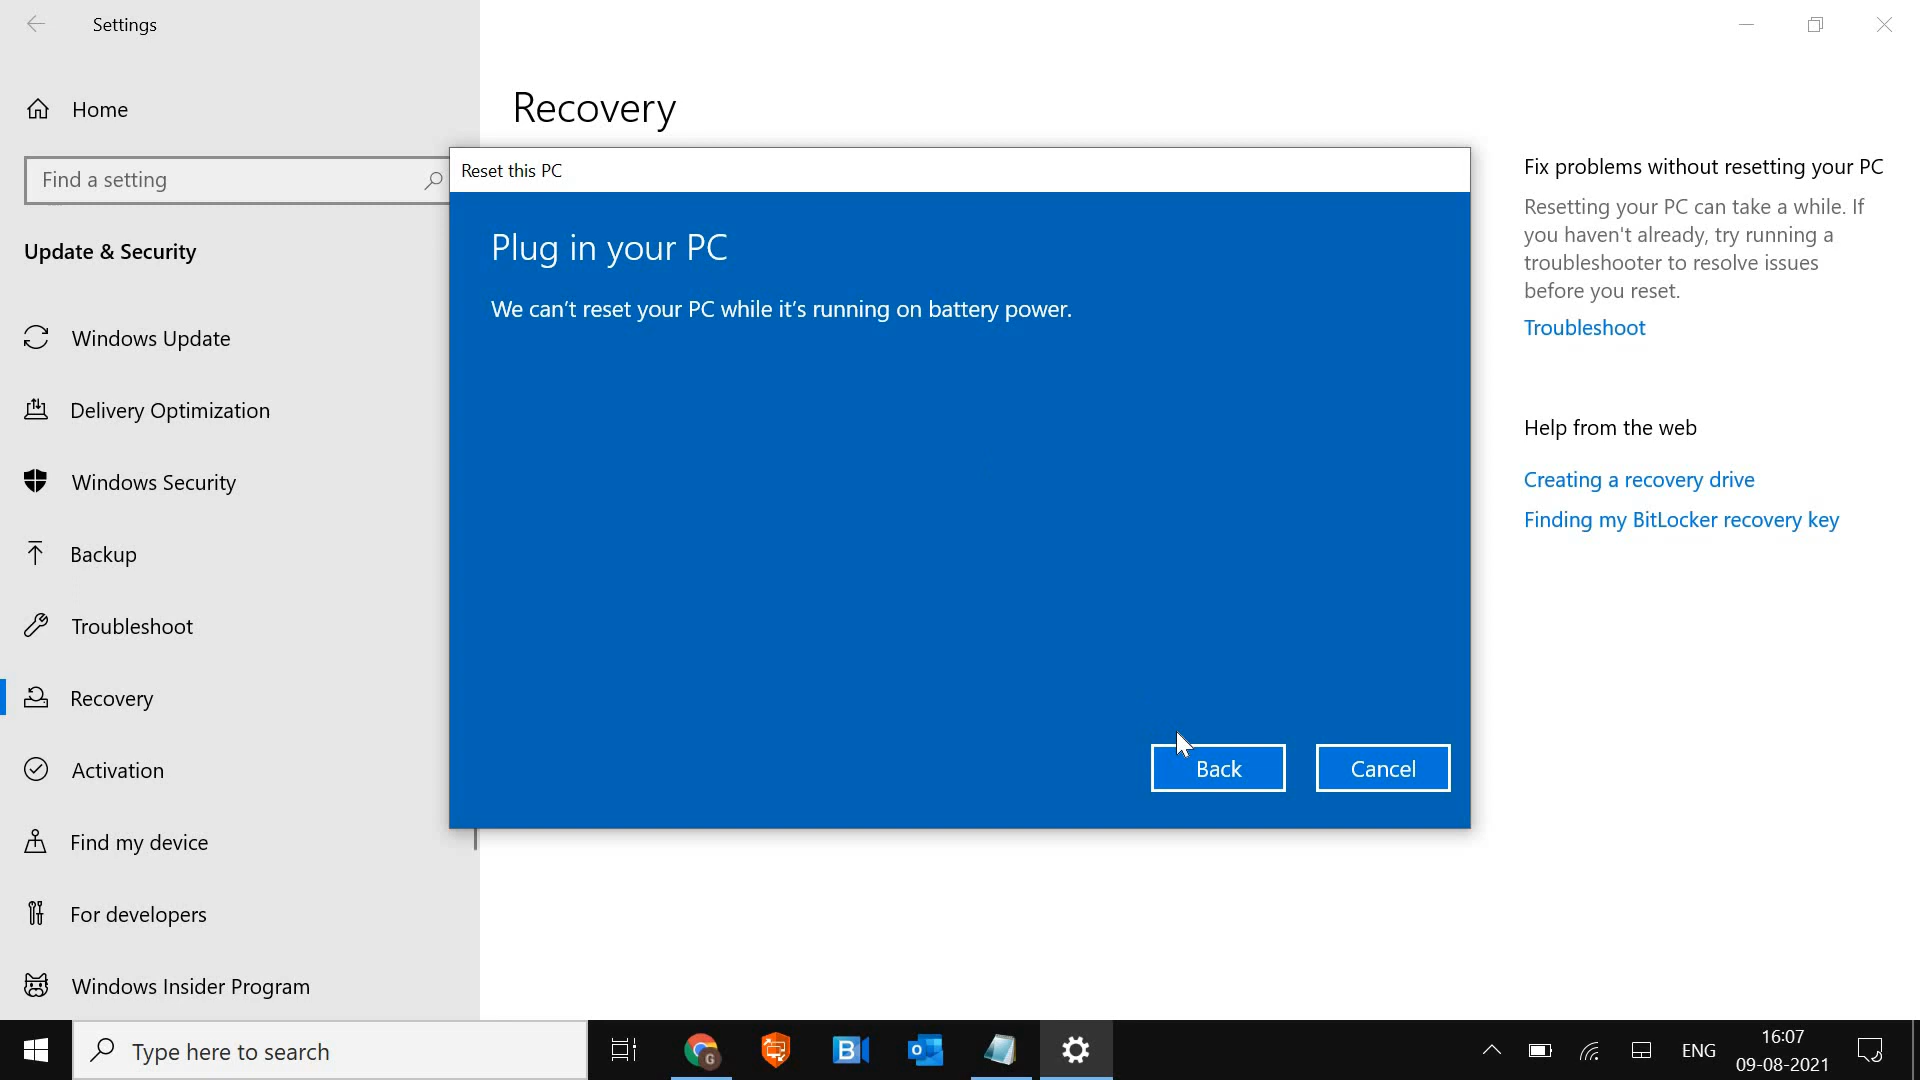 Settings
Home
Find a setting
Update & Security
Windows Update
Delivery Optimization
Windows Security
Backup
Troubleshoot
Recovery
Activation
Find my device
For developers
Windows Insider Program
Recovery
Reset this PC
Plug in your PC
We can't reset your PC while it's running on battery power.
Back
Cancel
Fix problems without resetting your PC
Resetting your PC can take a while. If
you haven't already, try running a
troubleshooter to resolve issues
before you reset.
Troubleshoot
Help from the web
Creating a recovery drive
Finding my BitLocker recovery key
Type here to search
G
B
o
ENG
16:07
09-08-2021